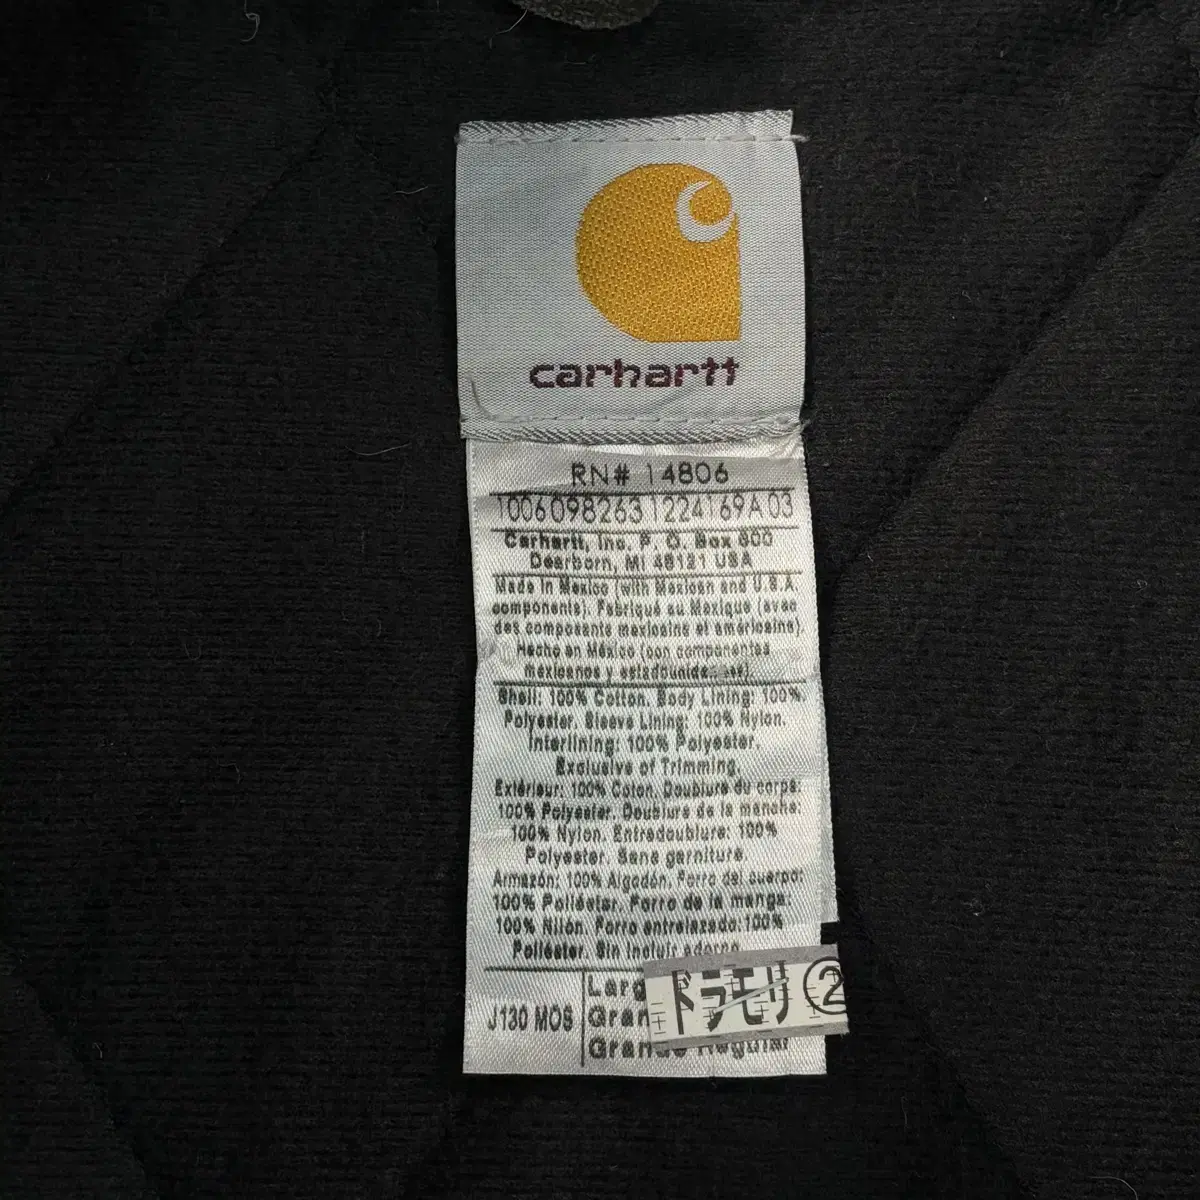 carhartt
RN# 14806
1006098263 1224169A 03
Carhartt, Inc. P. O. Box 600
Dearborn, MI 48121 USA
Made in Mexico (with Mexican and U.S.A.
components). Fabriqué au Mexique (avec
des composants mexicains et américains).
Hecho en México (con componentes
mexicanos y
Shell: 100% Cotton. Body Lining: 100%
Polyester. Sleeve Lining: 100% Nylon.
Interlining: 100% Polyester.
Exclusive of Trimming.
Extérieur: 100% Coton. Doublure du corps:
100% Polyester. Doublure de la manche:
100% Nylon. Entredoublure: 100%
Polyester. Sans garniture.
Armazón: 100% Algodón. Forro del cuerpo:
100% Poliéster. Forro de la manga:
100% Nilon. Forro entrelazado: 100%
Poliéster. Sin incluir adorno.
J130 MOS
ドラモリ ②